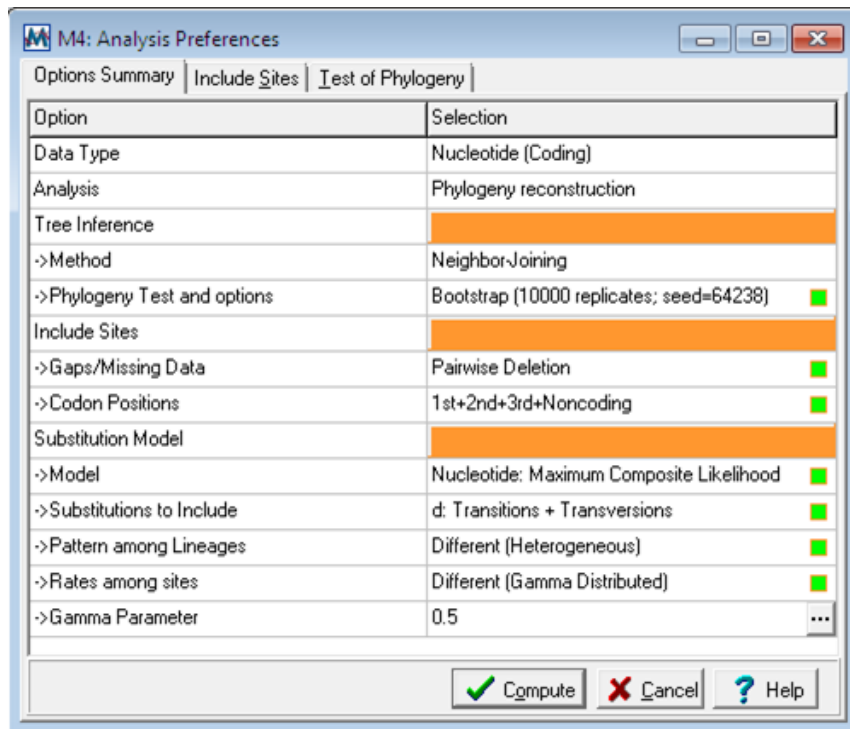 M4: Analysis Preferences
Options Summary Include Sites Test of Phylogeny
Option Selection
Data Type Nucleotide (Coding)
Analysis Phylogeny reconstruction
Tree Inference
->Method Neighbor-Joining
->Phylogeny Test and options Bootstrap (10000 replicates; seed=64238)
Include Sites
->Gaps/Missing Data Pairwise Deletion
->Codon Positions 1st+2nd+3rd+Noncoding
Substitution Model
->Model Nucleotide: Maximum Composite Likelihood
->Substitutions to Include d: Transitions + Transversions
->Pattern among Lineages Different (Heterogeneous)
->Rates among sites Different (Gamma Distributed)
->Gamma Parameter 0.5 ...
Compute Cancel ? Help